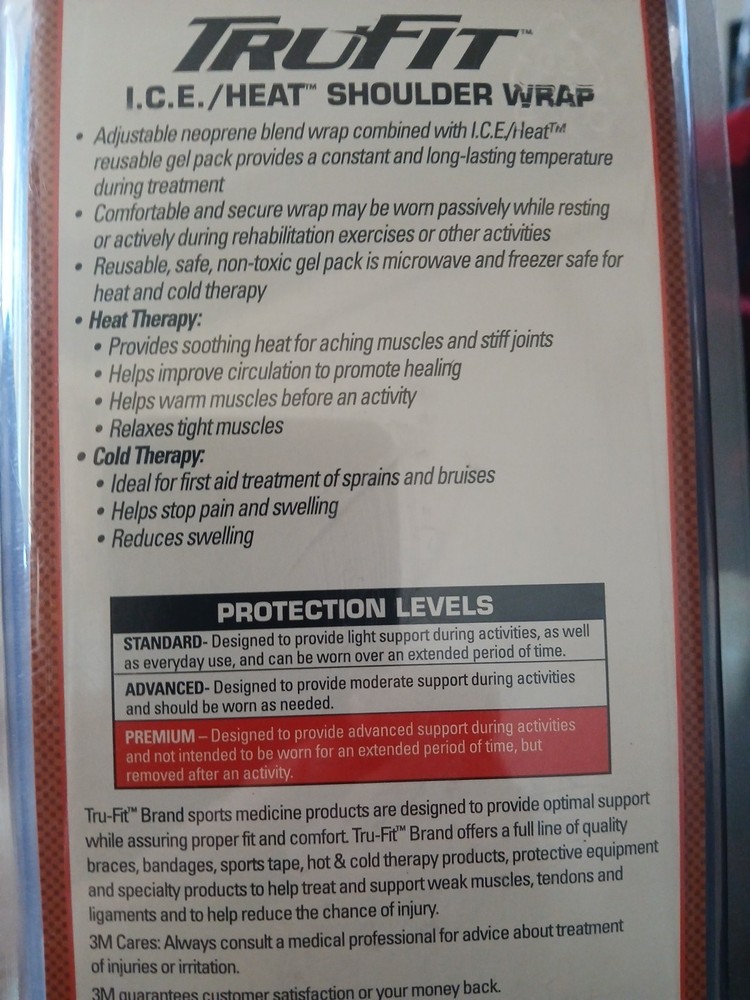 TRUFIT™
I.C.E./HEAT™ SHOULDER WRAP
• Adjustable neoprene blend wrap combined with I.C.E/Heat™
reusable gel pack provides a constant and long-lasting temperature
during treatment
• Comfortable and secure wrap may be worn passively while resting
or actively during rehabilitation exercises or other activities
• Reusable, safe, non-toxic gel pack is microwave and freezer safe for
heat and cold therapy
• Heat Therapy:
• Provides soothing heat for aching muscles and stiff joints
• Helps improve circulation to promote healing
• Helps warm muscles before an activity
• Relaxes tight muscles
• Cold Therapy:
• Ideal for first aid treatment of sprains and bruises
• Helps stop pain and swelling
• Reduces swelling
PROTECTION LEVELS
STANDARD- Designed to provide light support during activities, as well
as everyday use, and can be worn over an extended period of time.
ADVANCED- Designed to provide moderate support during activities
and should be worn as needed.
PREMIUM – Designed to provide advanced support during activities
and not intended to be worn for an extended period of time, but
removed after an activity.
Tru-Fit™ Brand sports medicine products are designed to provide optimal support
while assuring proper fit and comfort. Tru-Fit™ Brand offers a full line of quality
braces, bandages, sports tape, hot & cold therapy products, protective equipment
and specialty products to help treat and support weak muscles, tendons and
ligaments and to help reduce the chance of injury.
3M Cares: Always consult a medical professional for advice about treatment
of injuries or irritation.
3M guarantees customer satisfaction or your money back.